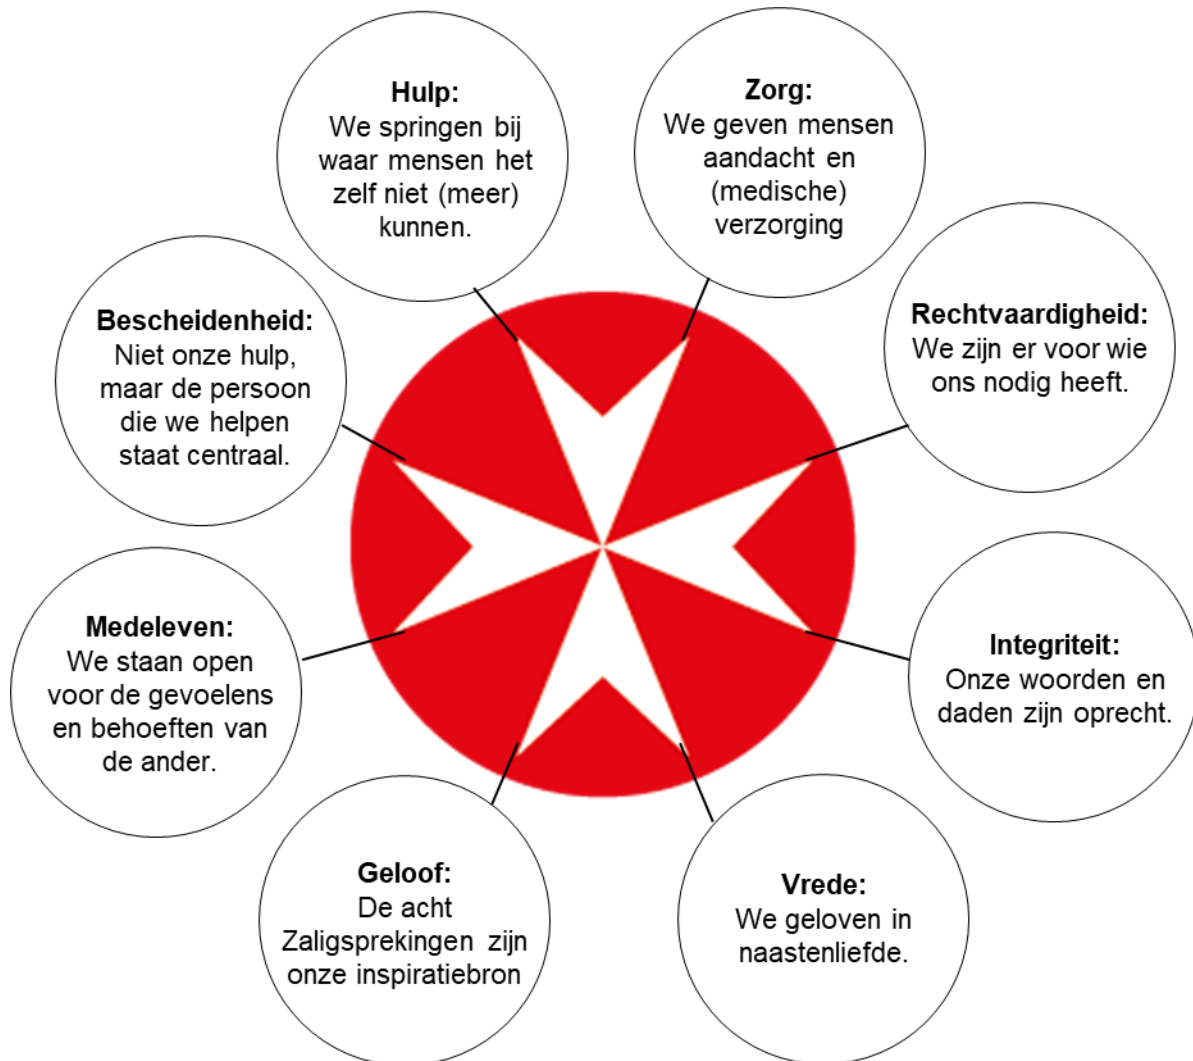 Hulp:
We springen bij
waar mensen het
zelf niet (meer)
kunnen.
Zorg:
We geven mensen
aandacht en
(medische)
verzorging
Rechtvaardigheid:
We zijn er voor wie
ons nodig heeft.
Integriteit:
Onze woorden en
daden zijn oprecht.
Vrede:
We geloven in
naastenliefde.
Geloof:
De acht
Zaligsprekingen zijn
onze inspiratiebron
Medeleven:
We staan open
voor de gevoelens
en behoeften van
de ander.
Bescheidenheid:
Niet onze hulp,
maar de persoon
die we helpen
staat centraal.